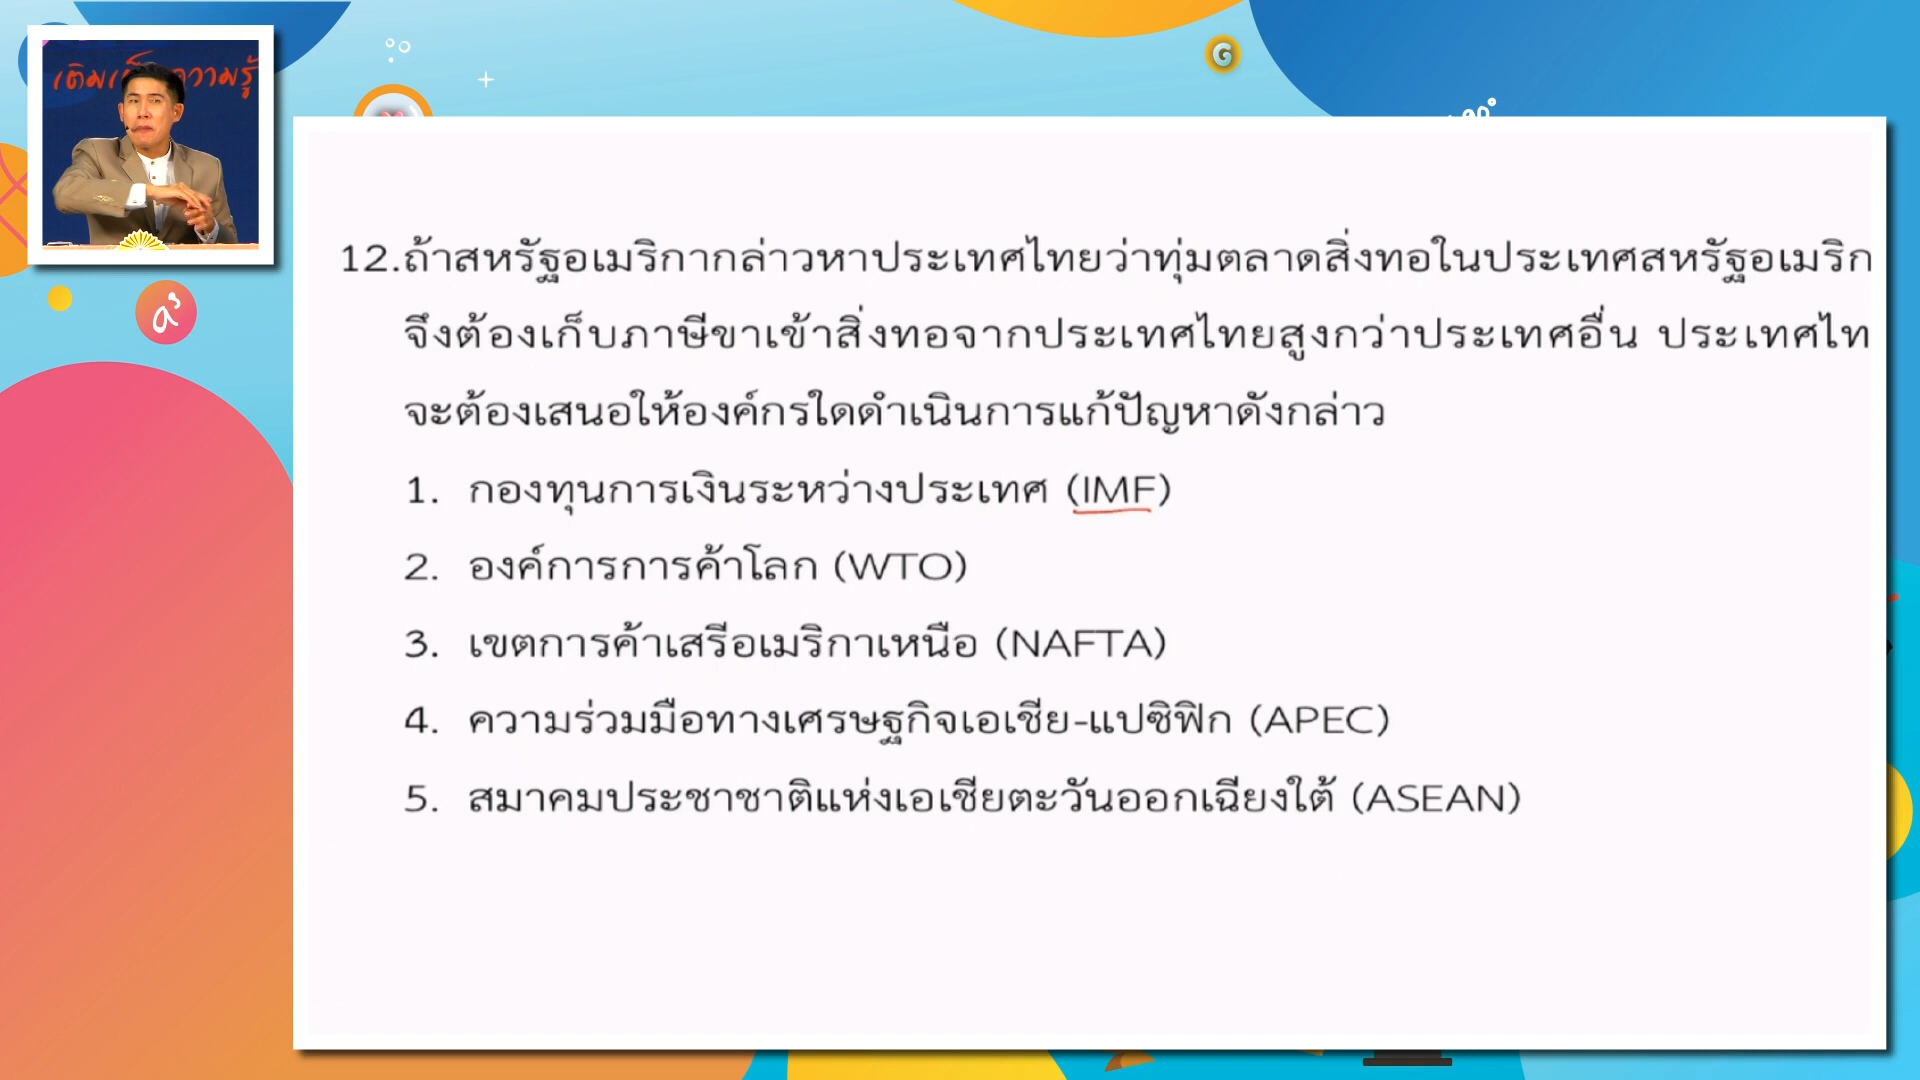 เติมเต็มความรู้
12.ถ้าสหรัฐอเมริกากล่าวหาประเทศไทยว่าทุ่มตลาดสิ่งทอในประเทศสหรัฐอเมริก
จึงต้องเก็บภาษีขาเข้าสิ่งทอจากประเทศไทยสูงกว่าประเทศอื่น ประเทศไท
จะต้องเสนอให้องค์กรใดดำเนินการแก้ปัญหาดังกล่าว
1. กองทุนการเงินระหว่างประเทศ (IMF)
2. องค์การการค้าโลก (WTO)
3. เขตการค้าเสรีอเมริกาเหนือ (NAFTA)
4. ความร่วมมือทางเศรษฐกิจเอเชีย-แปซิฟิก (APEC)
5. สมาคมประชาชาติแห่งเอเชียตะวันออกเฉียงใต้ (ASEAN)